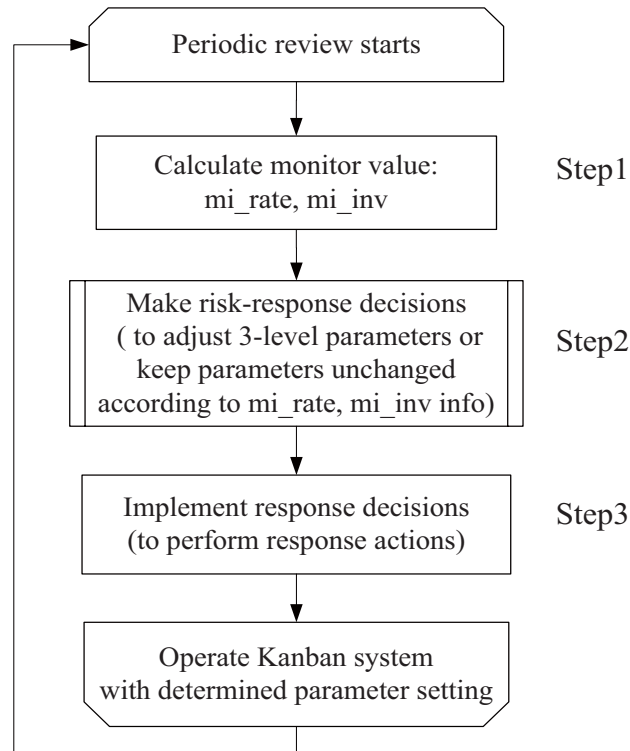 Periodic review starts
Calculate monitor value:
mi_rate, mi_inv
Step1
Make risk-response decisions
( to adjust 3-level parameters or
keep parameters unchanged
according to mi_rate, mi_inv info)
Step2
Implement response decisions
(to perform response actions)
Step3
Operate Kanban system
with determined parameter setting